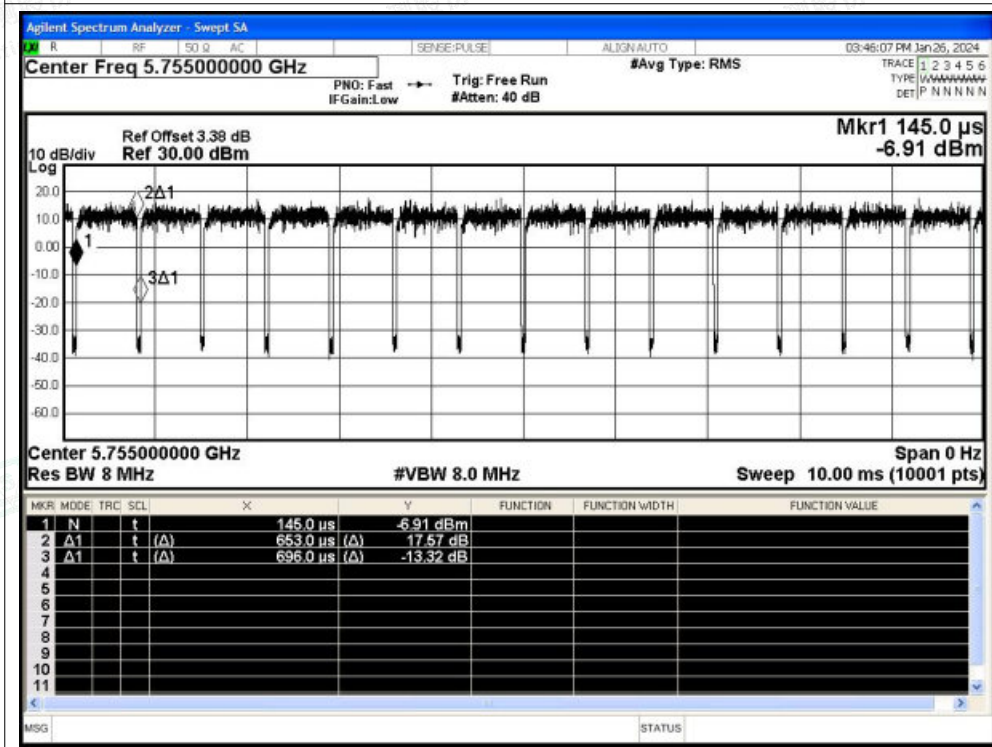 Agilent Spectrum Analyzer - Swept SA
R RF 50 Ω AC SENSE:PULSE ALIGN AUTO 03:46:07 PM Jan 26, 2024
Center Freq 5.755000000 GHz #Avg Type: RMS TRACE 1 2 3 4 5 6
PNO: Fast Trig: Free Run TYPE
IFGain:Low #Atten: 40 dB DET P N N N N N
Mkr1 145.0 µs
Ref Offset 3.38 dB
10 dB/div Ref 30.00 dBm -6.91 dBm
Log
20.0
2Δ1
10.0
1
0.00
-10.0
3Δ1
-20.0
-30.0
-40.0
-50.0
-60.0
Center 5.755000000 GHz Span 0 Hz
Res BW 8 MHz #VBW 8.0 MHz Sweep 10.00 ms (10001 pts)
MKR MODE TRC SCL X Y FUNCTION FUNCTION WIDTH FUNCTION VALUE
1 N t 145.0 µs -6.91 dBm
2 Δ1 t (Δ) 653.0 µs (Δ) 17.57 dB
3 Δ1 t (Δ) 696.0 µs (Δ) -13.32 dB
4
5
6
7
8
9
10
11
MSG STATUS